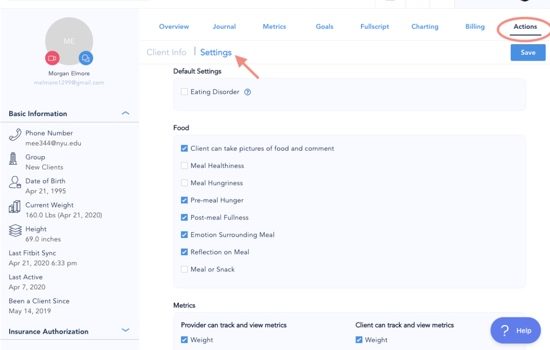 Overview Journal Metrics Goals Fullscript Charting Billing Actions
Client Info | Settings Save
ME
Morgan Elmore
melmore1299@gmail.com
Basic Information
Phone Number
mee344@nyu.edu
Group
New Clients
Date of Birth
Apr 21, 1995
Current Weight
160.0 Lbs (Apr 21, 2020)
Height
69.0 inches
Last Fitbit Sync
Apr 21, 2020 6:33 pm
Last Active
Apr 7, 2020
Been a Client Since
May 14, 2019
Insurance Authorization
Default Settings
Eating Disorder ?
Food
Client can take pictures of food and comment
Meal Healthiness
Meal Hungriness
Pre-meal Hunger
Post-meal Fullness
Emotion Surrounding Meal
Reflection on Meal
Meal or Snack
Metrics
Provider can track and view metrics Client can track and view metrics
Weight Weight
? Help